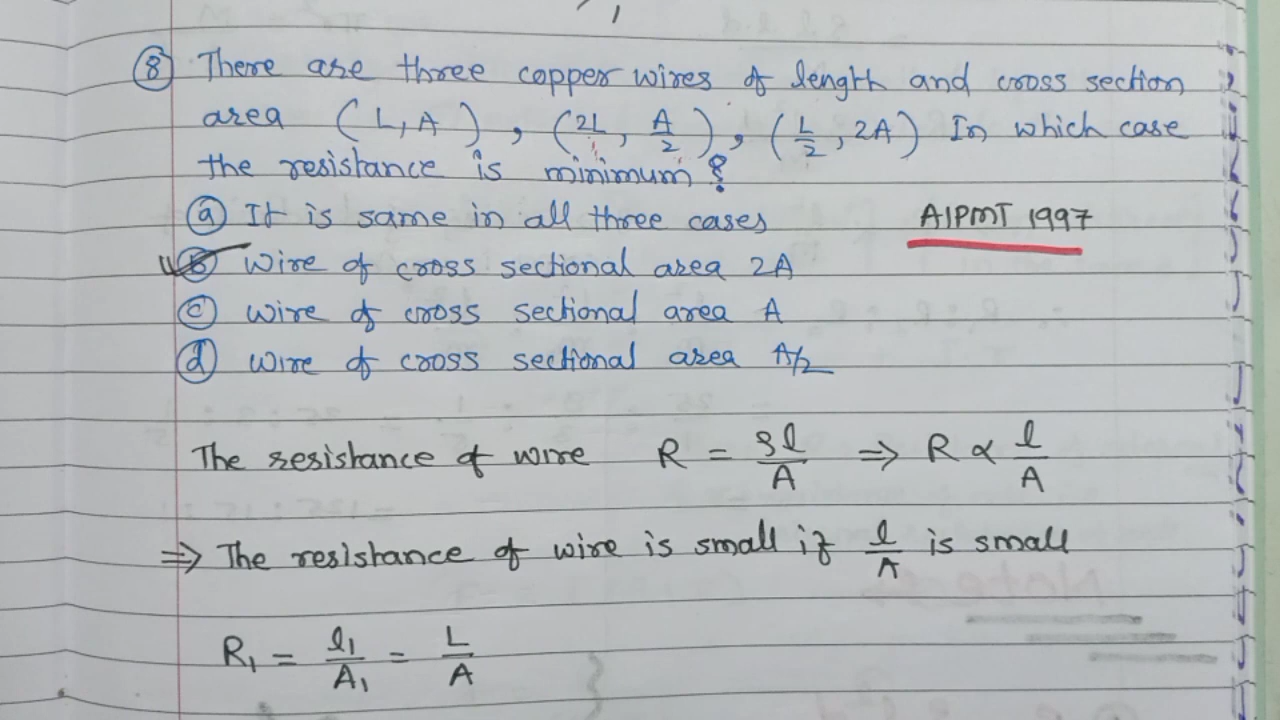 ⑧ There are three copper wires of length and cross section
area (L, A), (2L, A/2), (L/2, 2A) In which case
the resistance is minimum?
ⓐ It is same in all three cases AIPMT 1997
ⓑ wire of cross sectional area 2A
ⓒ wire of cross sectional area A
ⓓ wire of cross sectional area A/2
The resistance of wire R = ρl/A ⇒ R ∝ l/A
⇒ The resistance of wire is small if l/A is small
R₁ = l₁/A₁ = L/A